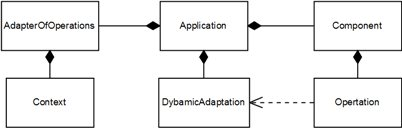 AdapterOfOperations
Application
Component
Context
DybamicAdaptation
Opertation